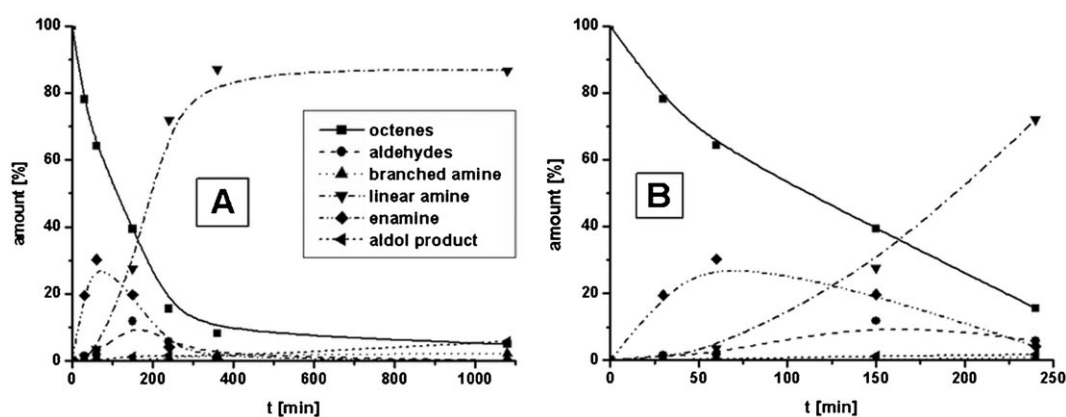 100
80
60
40
20
0
amount [%]
0 200 400 600 800 1000
t [min]
A
octenes
aldehydes
branched amine
linear amine
enamine
aldol product
100
80
60
40
20
0
amount [%]
0 50 100 150 200 250
t [min]
B